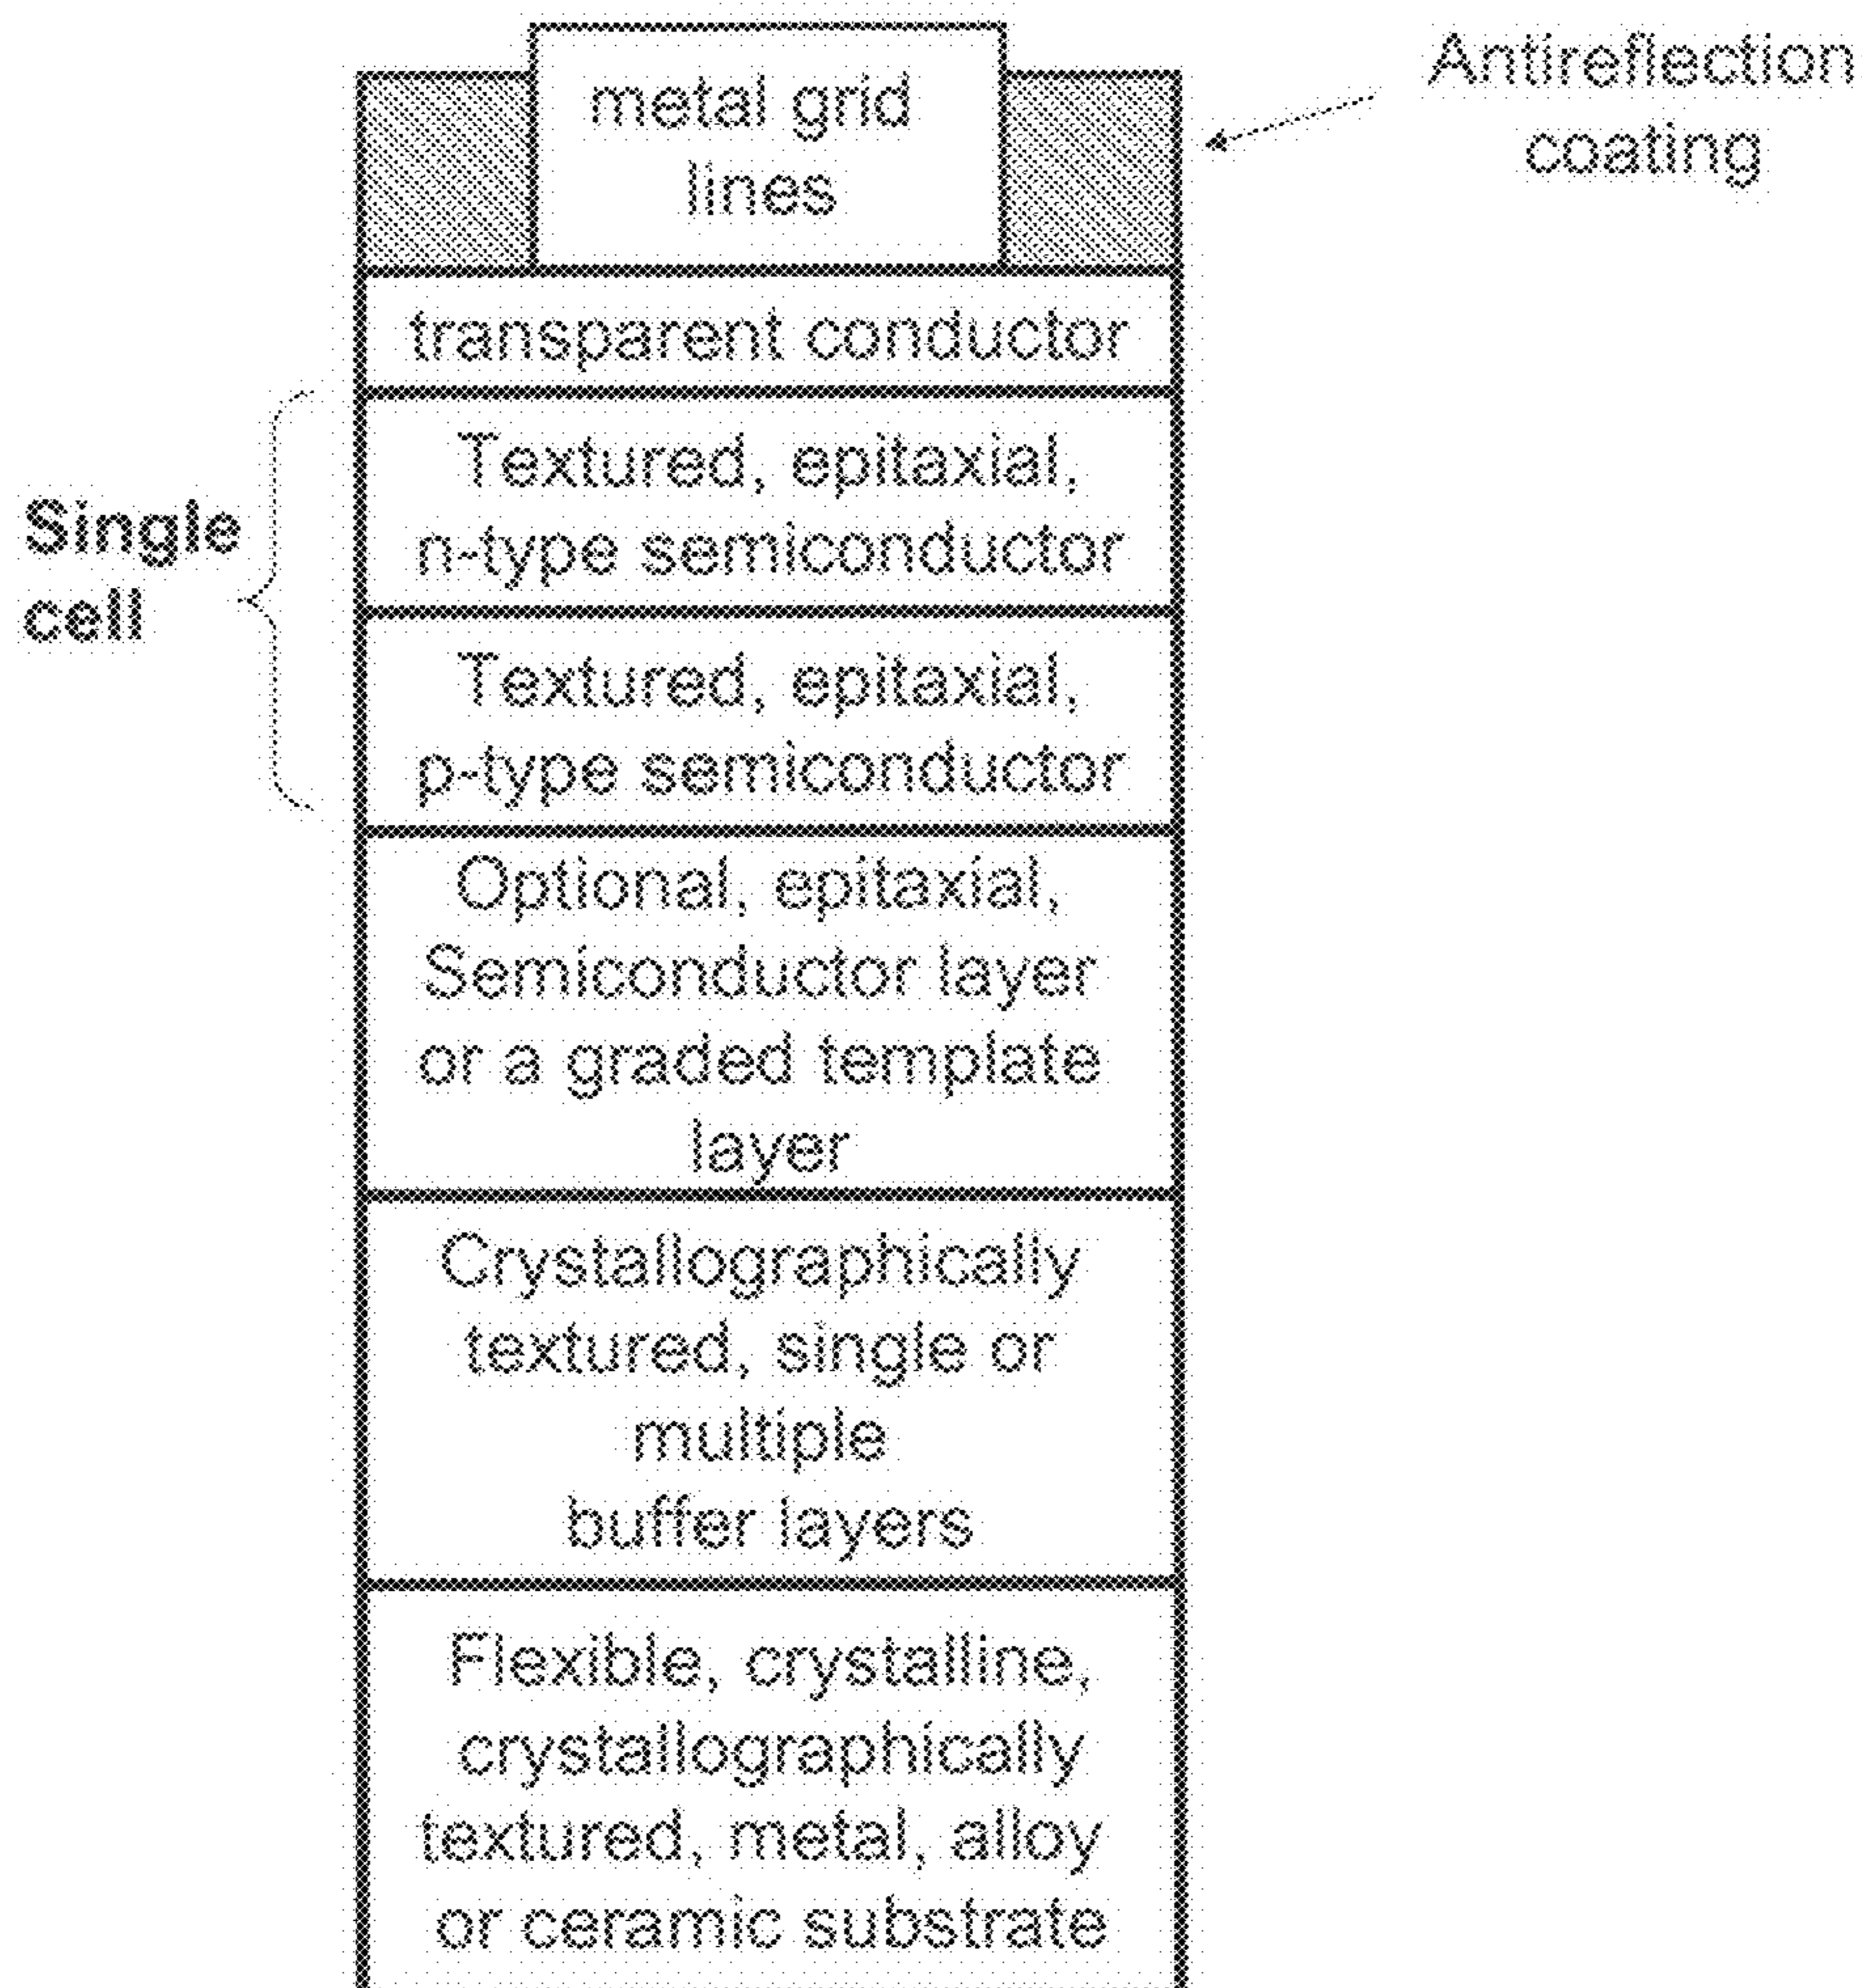 metal grid
lines
Antireflection
coating
transparent conductor
Single
cell
Textured, epitaxial,
n-type semiconductor
Textured, epitaxial,
p-type semiconductor
Optional, epitaxial,
Semiconductor layer
or a graded template
layer
Crystallographically
textured, single or
multiple
buffer layers
Flexible, crystalline,
crystallographically
textured, metal, alloy
or ceramic substrate